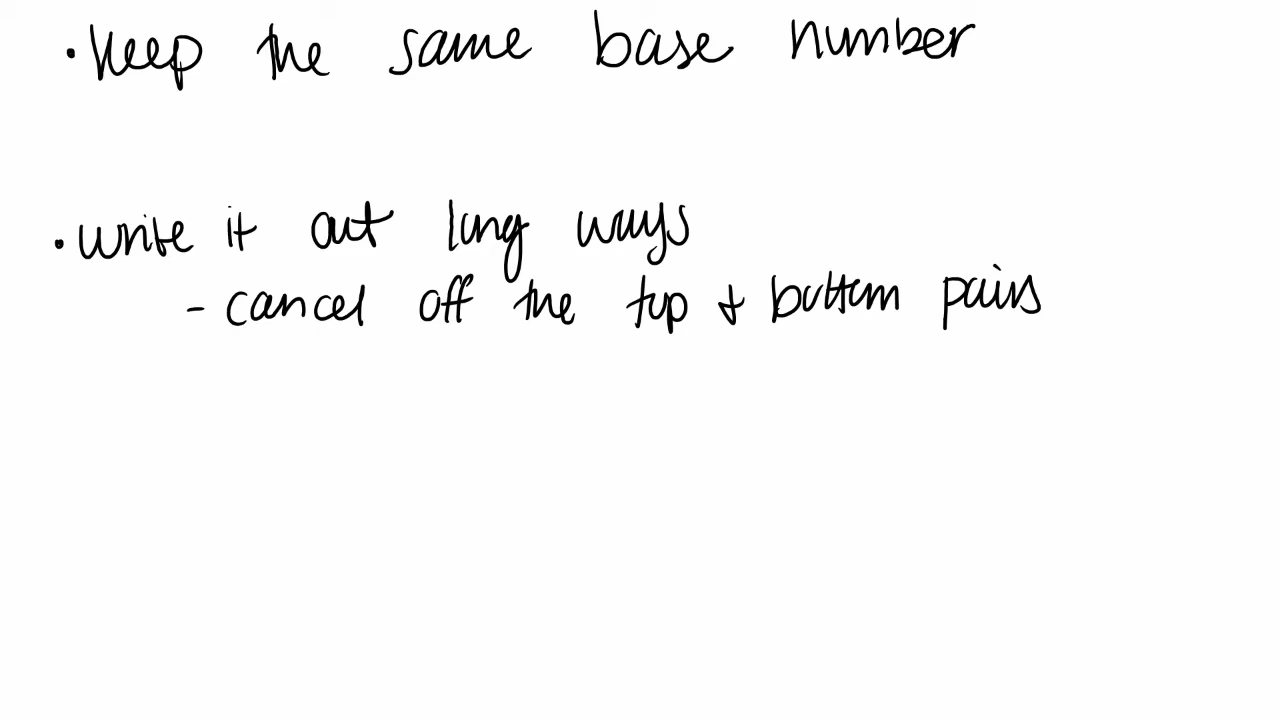 • Keep the same base number
• write it out long ways
- cancel off the top & bottom pairs